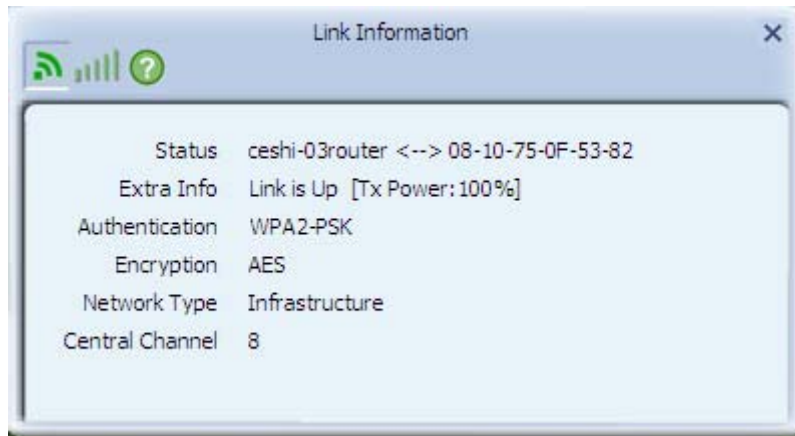 Link Information
Status ceshi-03router <--> 08-10-75-0F-53-82
Extra Info Link is Up [Tx Power:100%]
Authentication WPA2-PSK
Encryption AES
Network Type Infrastructure
Central Channel 8